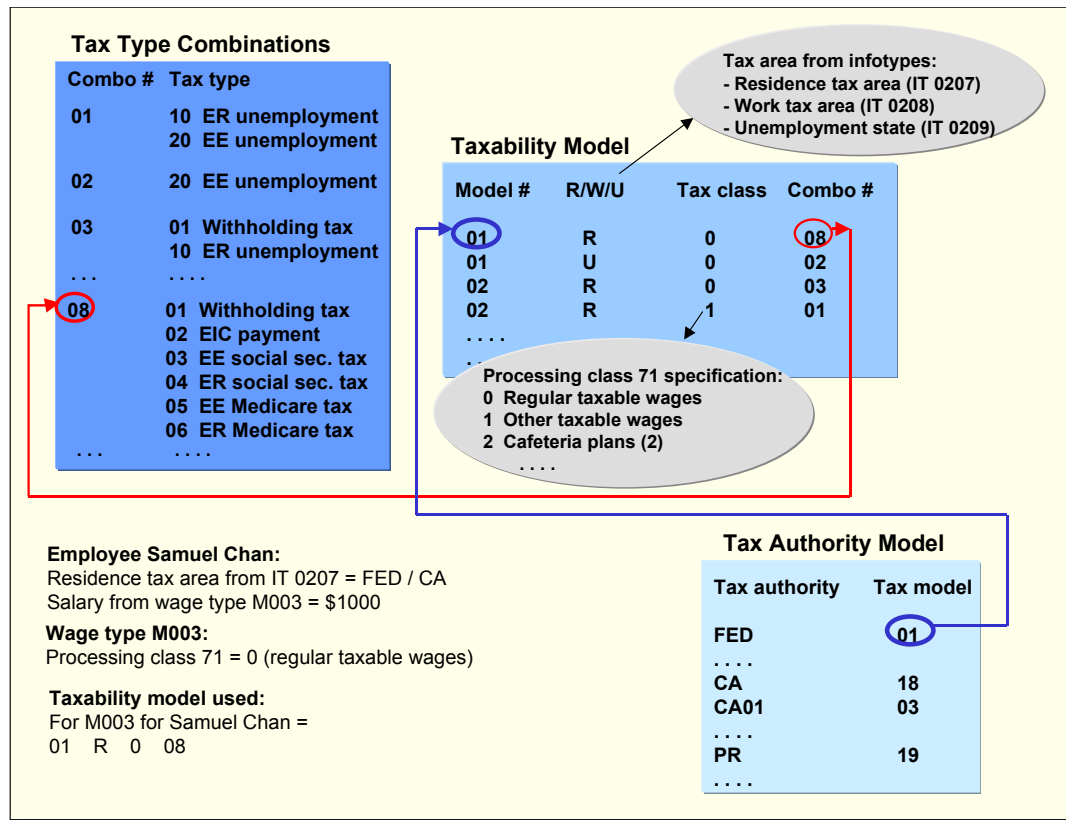 Tax Type Combinations
Combo # Tax type
01 10 ER unemployment
20 EE unemployment
02 20 EE unemployment
03 01 Withholding tax
10 ER unemployment
. . . . . . .
08 01 Withholding tax
02 EIC payment
03 EE social sec. tax
04 ER social sec. tax
05 EE Medicare tax
06 ER Medicare tax
. . . . . . .
Tax area from infotypes:
- Residence tax area (IT 0207)
- Work tax area (IT 0208)
- Unemployment state (IT 0209)
Taxability Model
Model # R/W/U Tax class Combo #
01 R 0 08
01 U 0 02
02 R 0 03
02 R 1 01
. . . .
. .
Processing class 71 specification:
0 Regular taxable wages
1 Other taxable wages
2 Cafeteria plans (2)
. . . .
Employee Samuel Chan:
Residence tax area from IT 0207 = FED / CA
Salary from wage type M003 = $1000
Wage type M003:
Processing class 71 = 0 (regular taxable wages)
Taxability model used:
For M003 for Samuel Chan =
01 R 0 08
Tax Authority Model
Tax authority Tax model
FED 01
. . . .
CA 18
CA01 03
. . . .
PR 19
. . . .